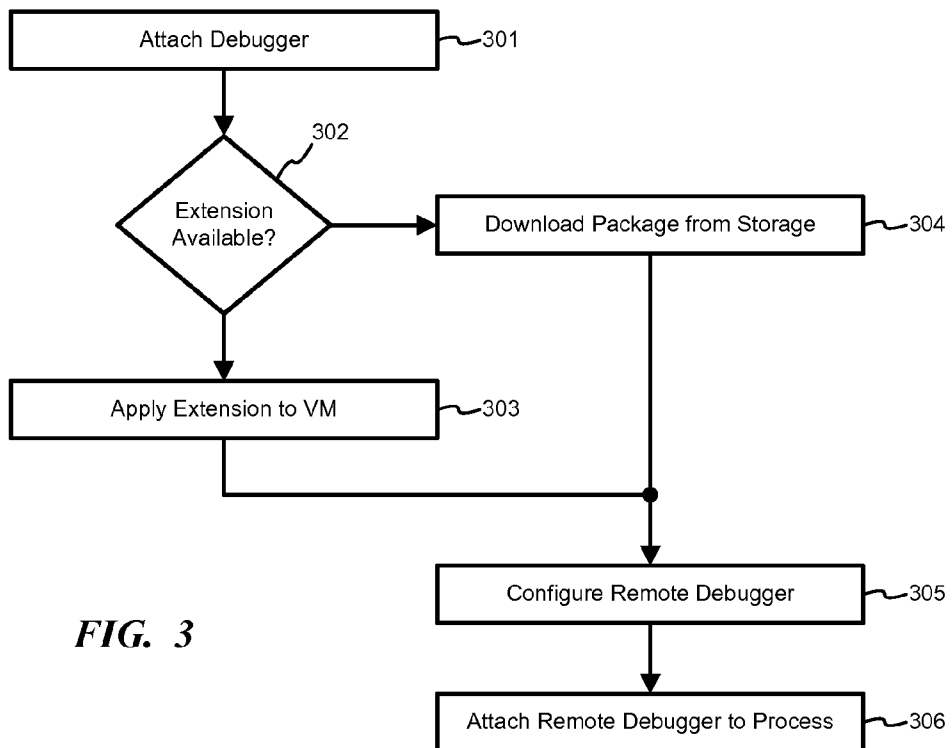 Attach Debugger
301
302
Extension
Available?
Download Package from Storage
304
Apply Extension to VM
303
Configure Remote Debugger
305
FIG. 3
Attach Remote Debugger to Process
306